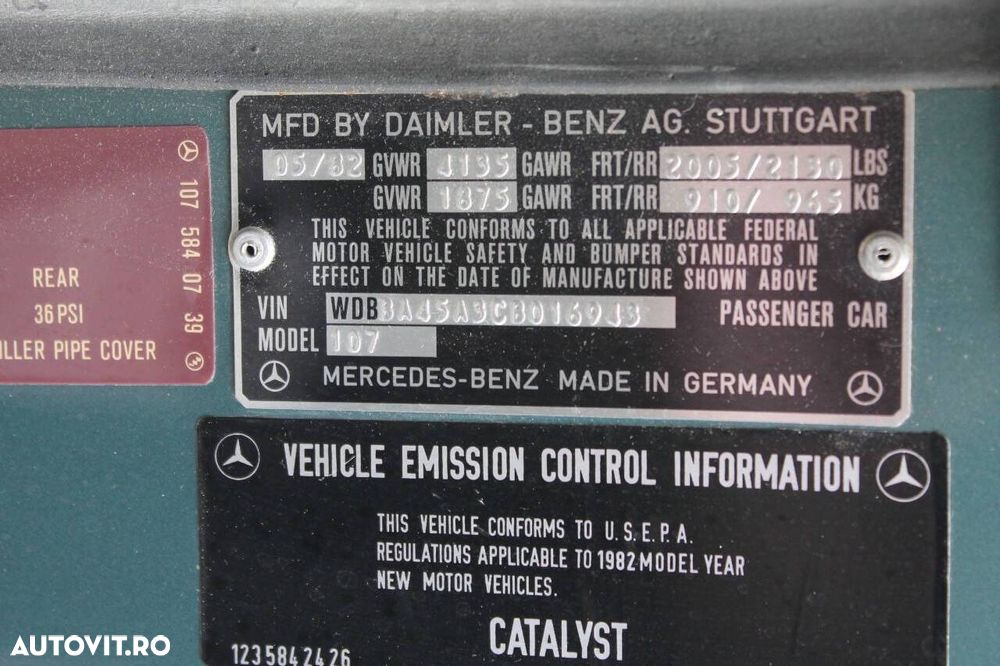 107 584 07 39
REAR
36 PSI
ILLER PIPE COVER
MFD BY DAIMLER - BENZ AG. STUTTGART
05/82 GVWR 4135 GAWR FRT/RR 2005/2130 LBS
GVWR 1875 GAWR FRT/RR 910/ 965 KG
THIS VEHICLE CONFORMS TO ALL APPLICABLE FEDERAL
MOTOR VEHICLE SAFETY AND BUMPER STANDARDS IN
EFFECT ON THE DATE OF MANUFACTURE SHOWN ABOVE
VIN WDBBA45A3CB016943 PASSENGER CAR
MODEL 107
MERCEDES-BENZ MADE IN GERMANY
VEHICLE EMISSION CONTROL INFORMATION
THIS VEHICLE CONFORMS TO U.S.E.P.A.
REGULATIONS APPLICABLE TO 1982 MODEL YEAR
NEW MOTOR VEHICLES.
CATALYST
123 584 24 26
AUTOVIT.RO